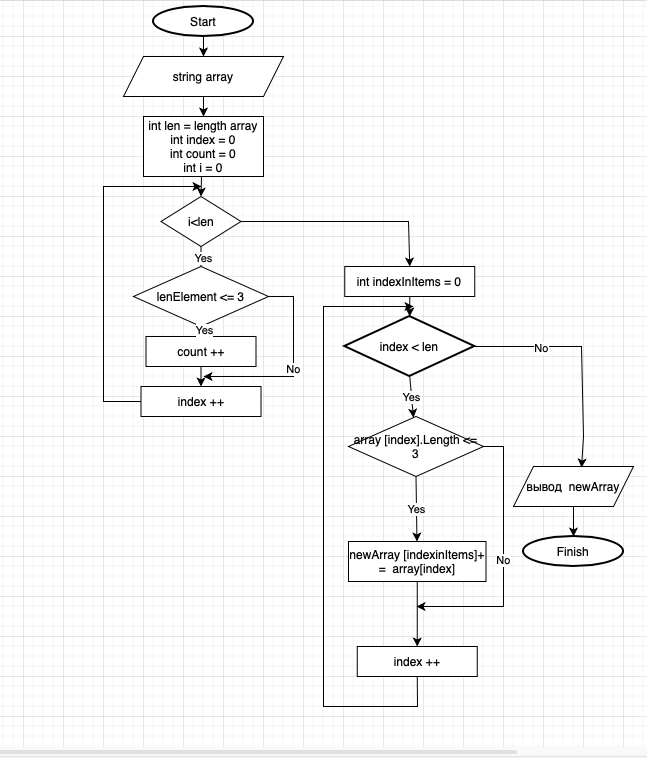 Start
string array
int len = length array
int index = 0
int count = 0
int i = 0
i<len
Yes
lenElement <= 3
Yes
count ++
No
index ++
int indexInItems = 0
index < len
No
Yes
array [index].Length <=
3
Yes
newArray [indexinItems]+
= array[index]
No
index ++
вывод newArray
Finish